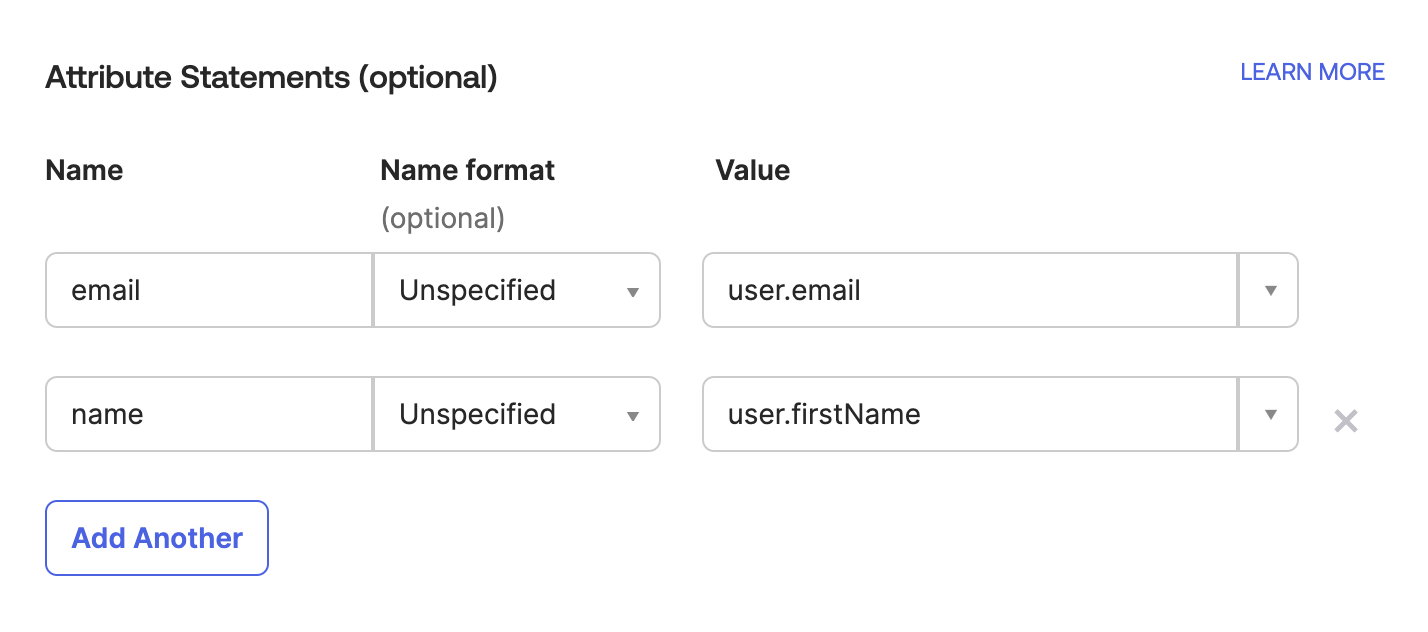 Attribute Statements (optional)
LEARN MORE
Name
Name format
Value
(optional)
email
Unspecified
user.email
name
Unspecified
user.firstName
Add Another